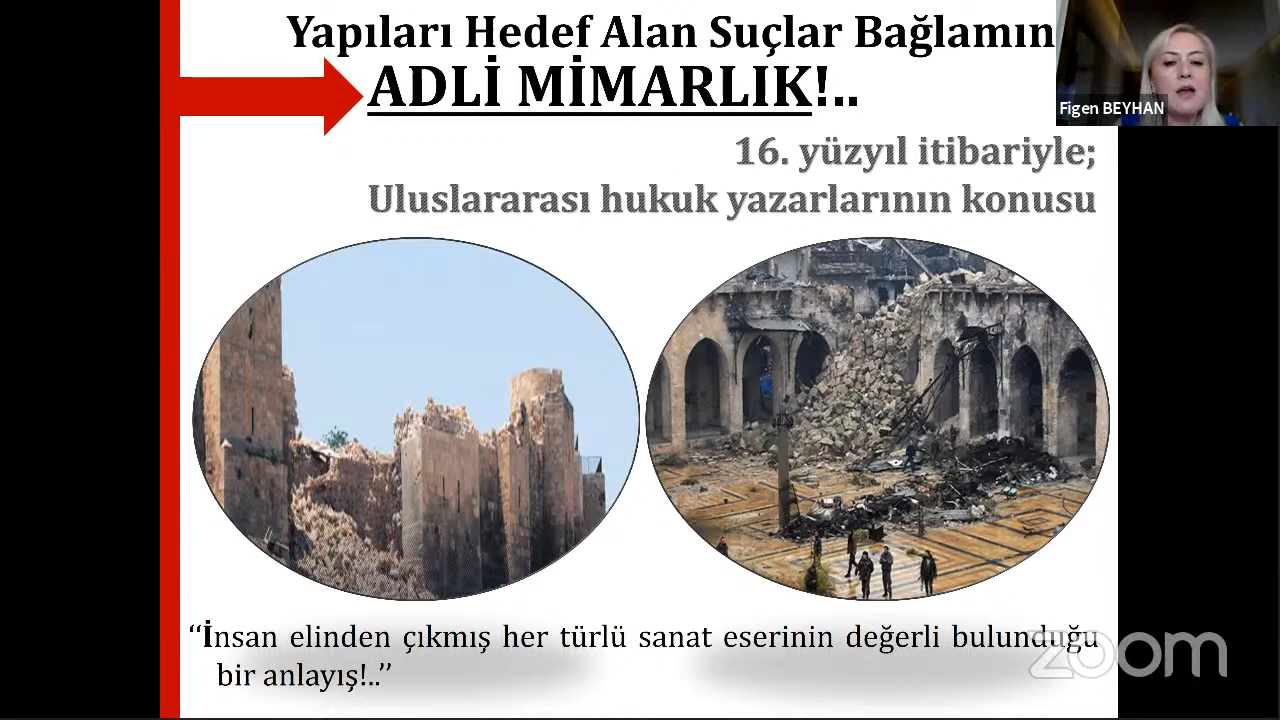 Yapıları Hedef Alan Suçlar Bağlamın
ADLİ MİMARLIK!..
Figen BEYHAN
16. yüzyıl itibariyle;
Uluslararası hukuk yazarlarının konusu
‘‘İnsan elinden çıkmış her türlü sanat eserinin değerli bulunduğu
bir anlayış!..’’
zoom